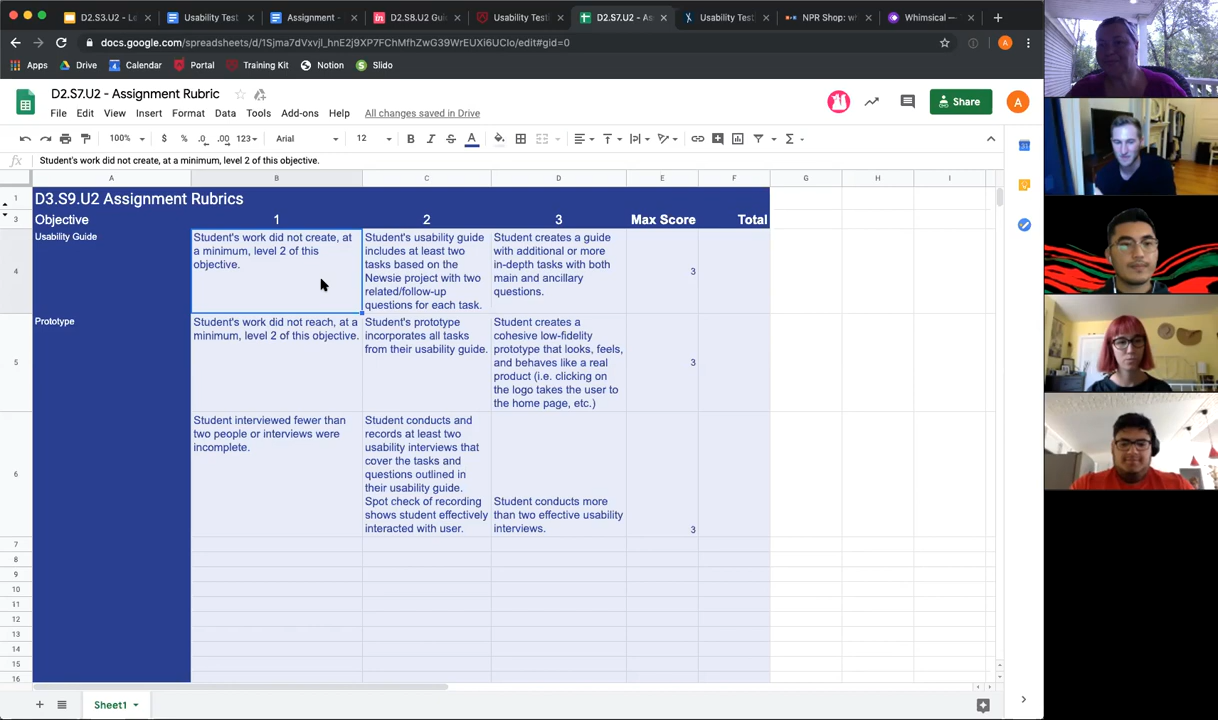 D2.S3.U2 - Le
Usability Test
Assignment -
D2.S8.U2 Gui
Usability Testi
D2.S7.U2 - As
Usability Test
NPR Shop: wh
Whimsical —
docs.google.com/spreadsheets/d/
/edit#gid=0
Apps Drive Calendar Portal Training Kit Notion Slido
D2.S7.U2 - Assignment Rubric
File Edit View Insert Format Data Tools Add-ons Help All changes saved in Drive
Share
A
100% $ % .0 .00 123 Arial 12 B I S A
fx Student's work did not create, at a minimum, level 2 of this objective.
A B C D E F G H I
1 D3.S9.U2 Assignment Rubrics
3 Objective 1 2 3 Max Score Total
4
Usability Guide
Student's work did not create, at
a minimum, level 2 of this
objective.
Student's usability guide
includes at least two
tasks based on the
Newsie project with two
related/follow-up
questions for each task.
Student creates a guide
with additional or more
in-depth tasks with both
main and ancillary
questions.
3
5
Prototype
Student's work did not reach, at a
minimum, level 2 of this objective.
Student's prototype
incorporates all tasks
from their usability guide.
Student creates a
cohesive low-fidelity
prototype that looks, feels,
and behaves like a real
product (i.e. clicking on
the logo takes the user to
the home page, etc.)
3
6
Student interviewed fewer than
two people or interviews were
incomplete.
Student conducts and
records at least two
usability interviews that
cover the tasks and
questions outlined in
their usability guide.
Spot check of recording
shows student effectively
interacted with user.
Student conducts more
than two effective usability
interviews.
3
7
8
9
10
11
12
13
14
15
16
Sheet1